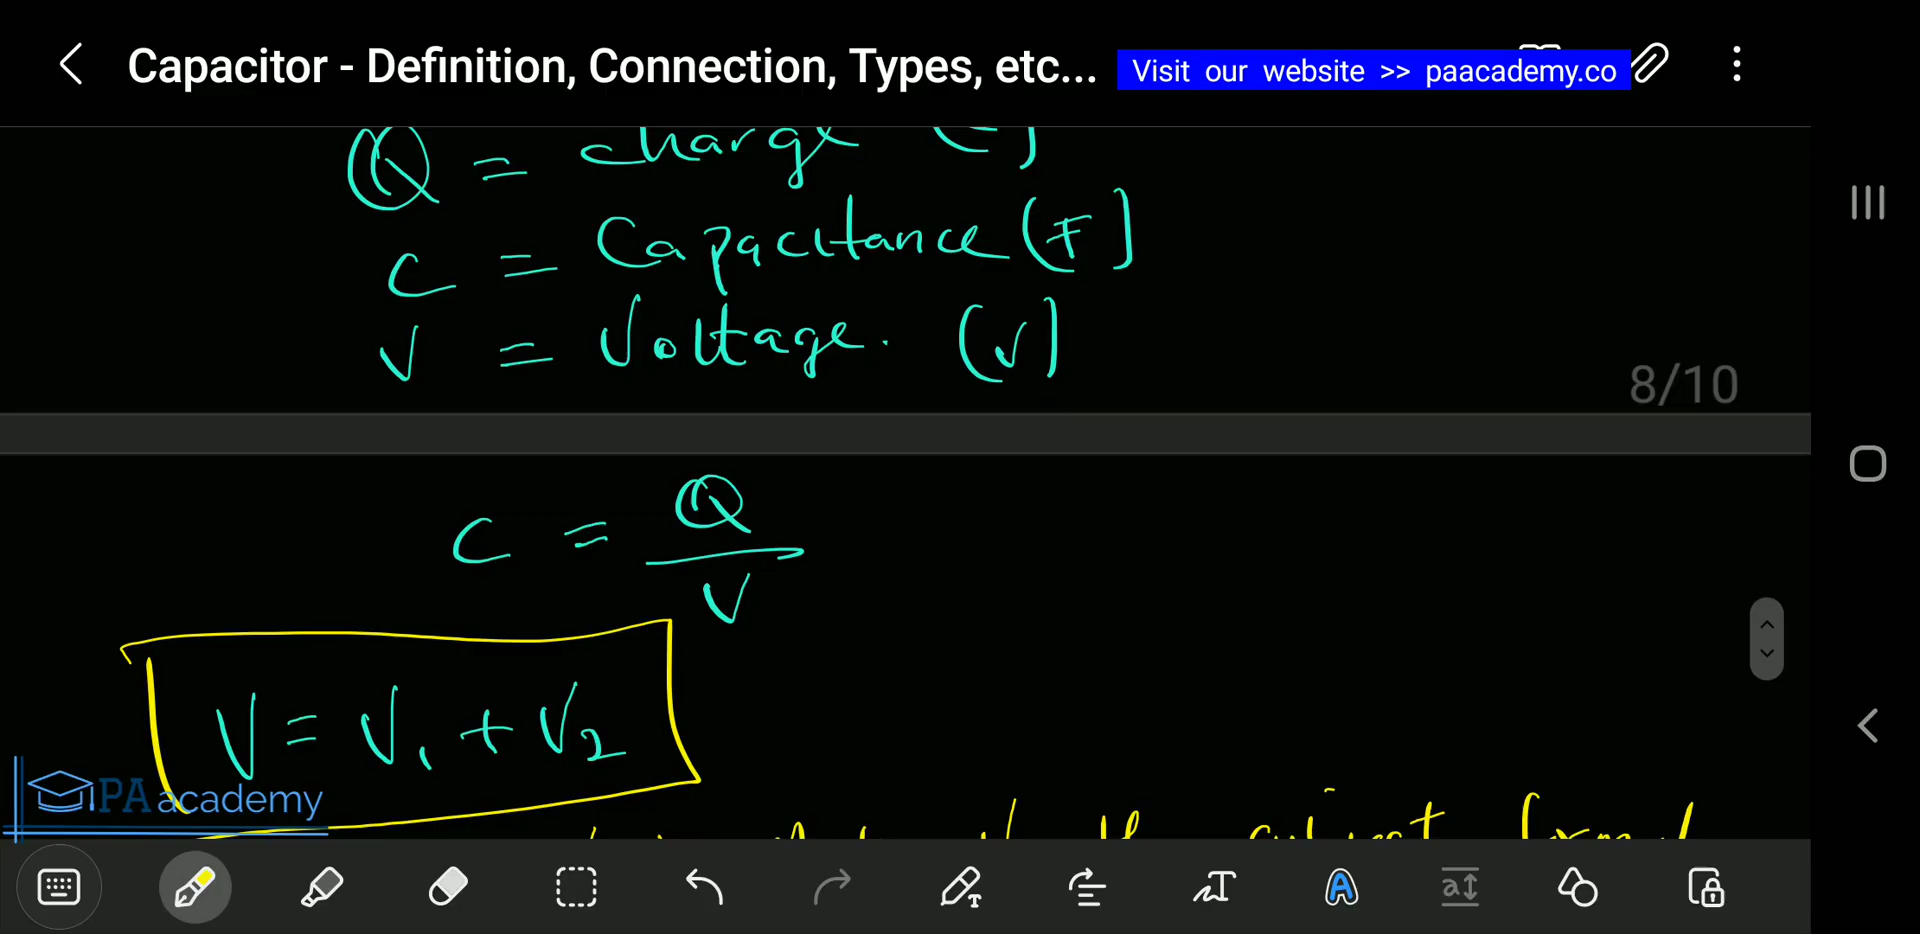 Capacitor - Definition, Connection, Types, etc...
Visit our website >> paacademy.co
Q = charge
C = Capacitance (F)
V = Voltage. (V)
8/10
C = Q
V
V = V1 + V2
PA academy